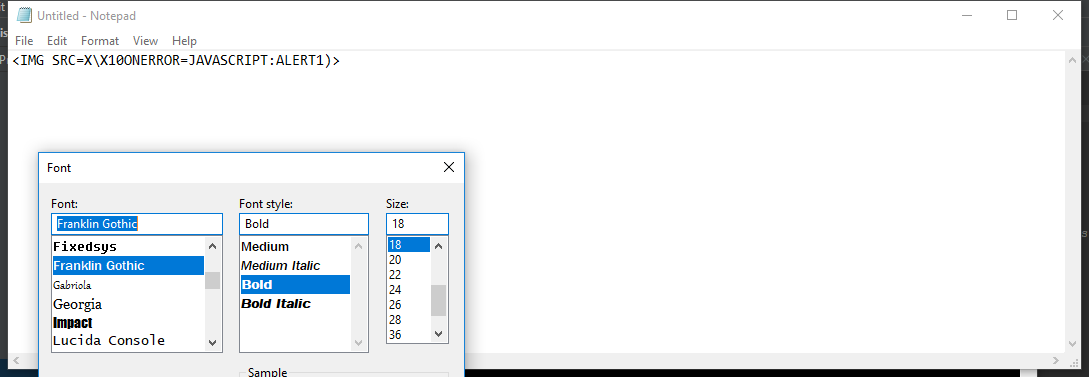 Untitled - Notepad
File Edit Format View Help
<IMG SRC=X\X10ONERROR=JAVASCRIPT:ALERT1)>
Font
Font: Font style: Size:
Franklin Gothic Bold 18
Fixedsys Medium 18
Franklin Gothic Medium Italic 20
Gabriola Bold 22
Georgia Bold Italic 24
Impact 26
Lucida Console 28
36
Sample